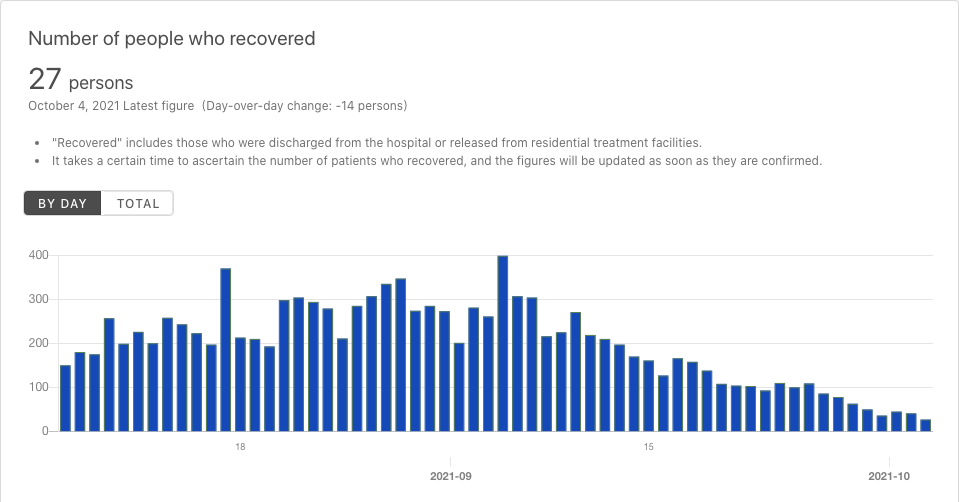 Number of people who recovered
27 persons
October 4, 2021 Latest figure (Day-over-day change: -14 persons)
• "Recovered" includes those who were discharged from the hospital or released from residential treatment facilities.
• It takes a certain time to ascertain the number of patients who recovered, and the figures will be updated as soon as they are confirmed.
BY DAY TOTAL
400
300
200
100
0
18 15
2021-09 2021-10